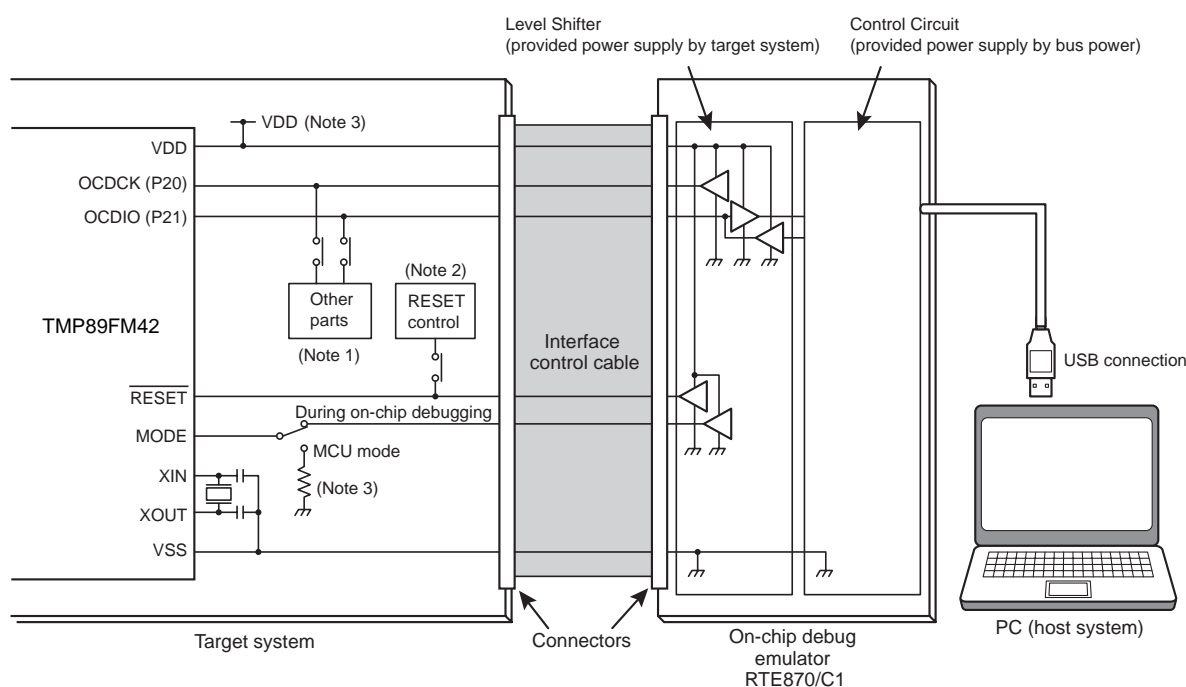 Level Shifter
(provided power supply by target system)
Control Circuit
(provided power supply by bus power)
VDD (Note 3)
VDD
OCDCK (P20)
OCDIO (P21)
(Note 2)
Other
parts
RESET
control
TMP89FM42
(Note 1)
Interface
control cable
USB connection
RESET
During on-chip debugging
MODE
MCU mode
XIN
(Note 3)
XOUT
VSS
Target system
Connectors
On-chip debug
emulator
RTE870/C1
PC (host system)